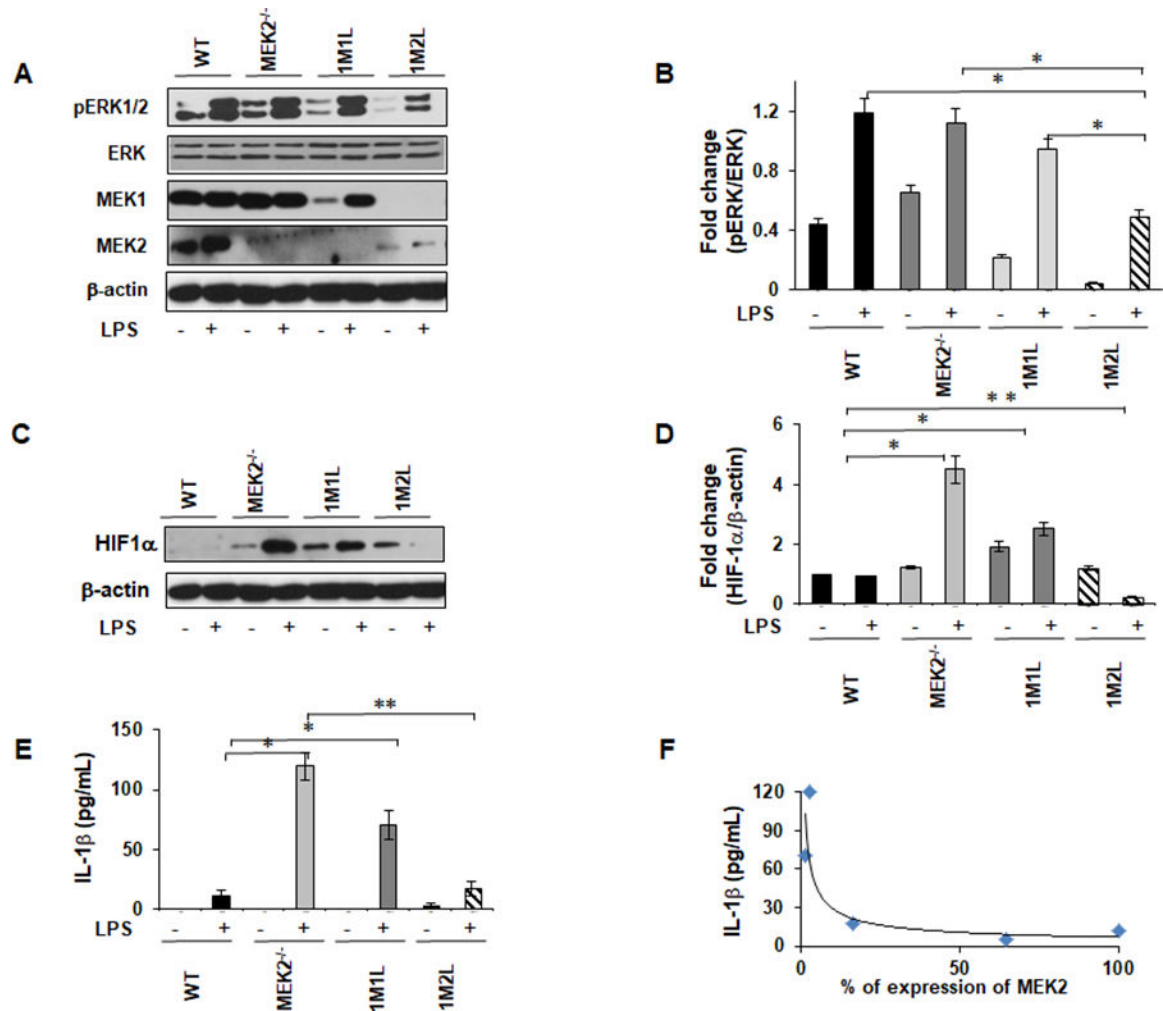 A
WT MEK2-/- 1M1L 1M2L
pERK1/2
ERK
MEK1
MEK2
β-actin
LPS - + - + - + - +
B
Fold change
(pERK/ERK)
1.2
0.8
0.4
0
*
*
*
LPS - + - + - + - +
WT MEK2-/- 1M1L 1M2L
C
WT MEK2-/- 1M1L 1M2L
HIF1α
β-actin
LPS - + - + - + - +
D
Fold change
(HIF-1α/β-actin)
6
4
2
0
* *
*
*
LPS - + - + - + - +
WT MEK2-/- 1M1L 1M2L
E
IL-1β (pg/mL)
150
100
50
0
**
*
*
LPS - + - + - + - +
WT MEK2-/- 1M1L 1M2L
F
IL-1β (pg/mL)
120
90
60
30
0
0 50 100
% of expression of MEK2